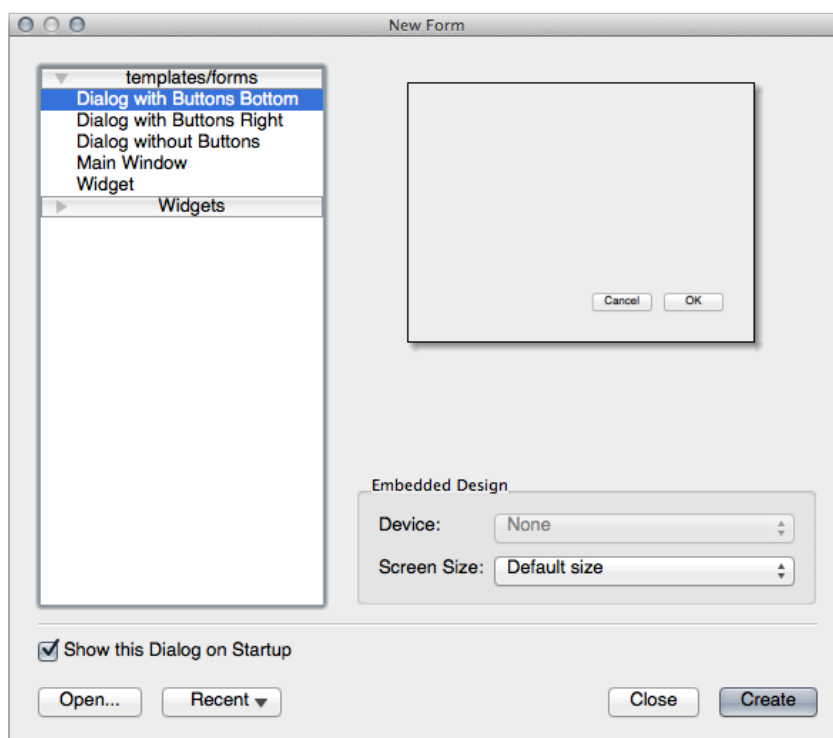 New Form
templates/forms
Dialog with Buttons Bottom
Dialog with Buttons Right
Dialog without Buttons
Main Window
Widget
Widgets
Cancel OK
Embedded Design
Device: None
Screen Size: Default size
Show this Dialog on Startup
Open... Recent Close Create